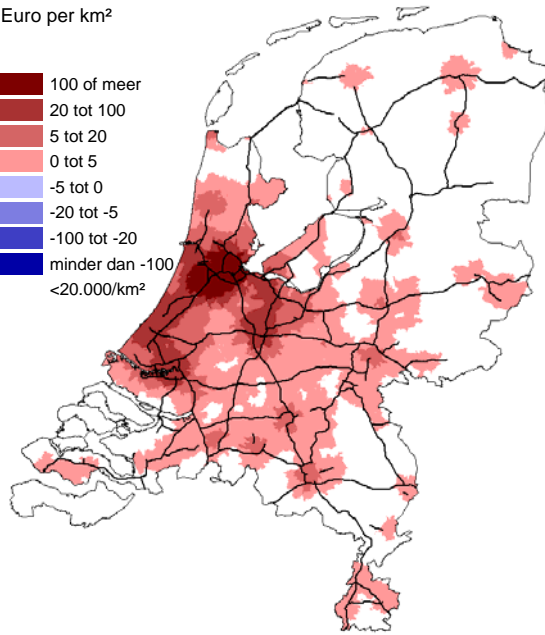 Euro per km²
100 of meer
20 tot 100
5 tot 20
0 tot 5
-5 tot 0
-20 tot -5
-100 tot -20
minder dan -100
<20.000/km²